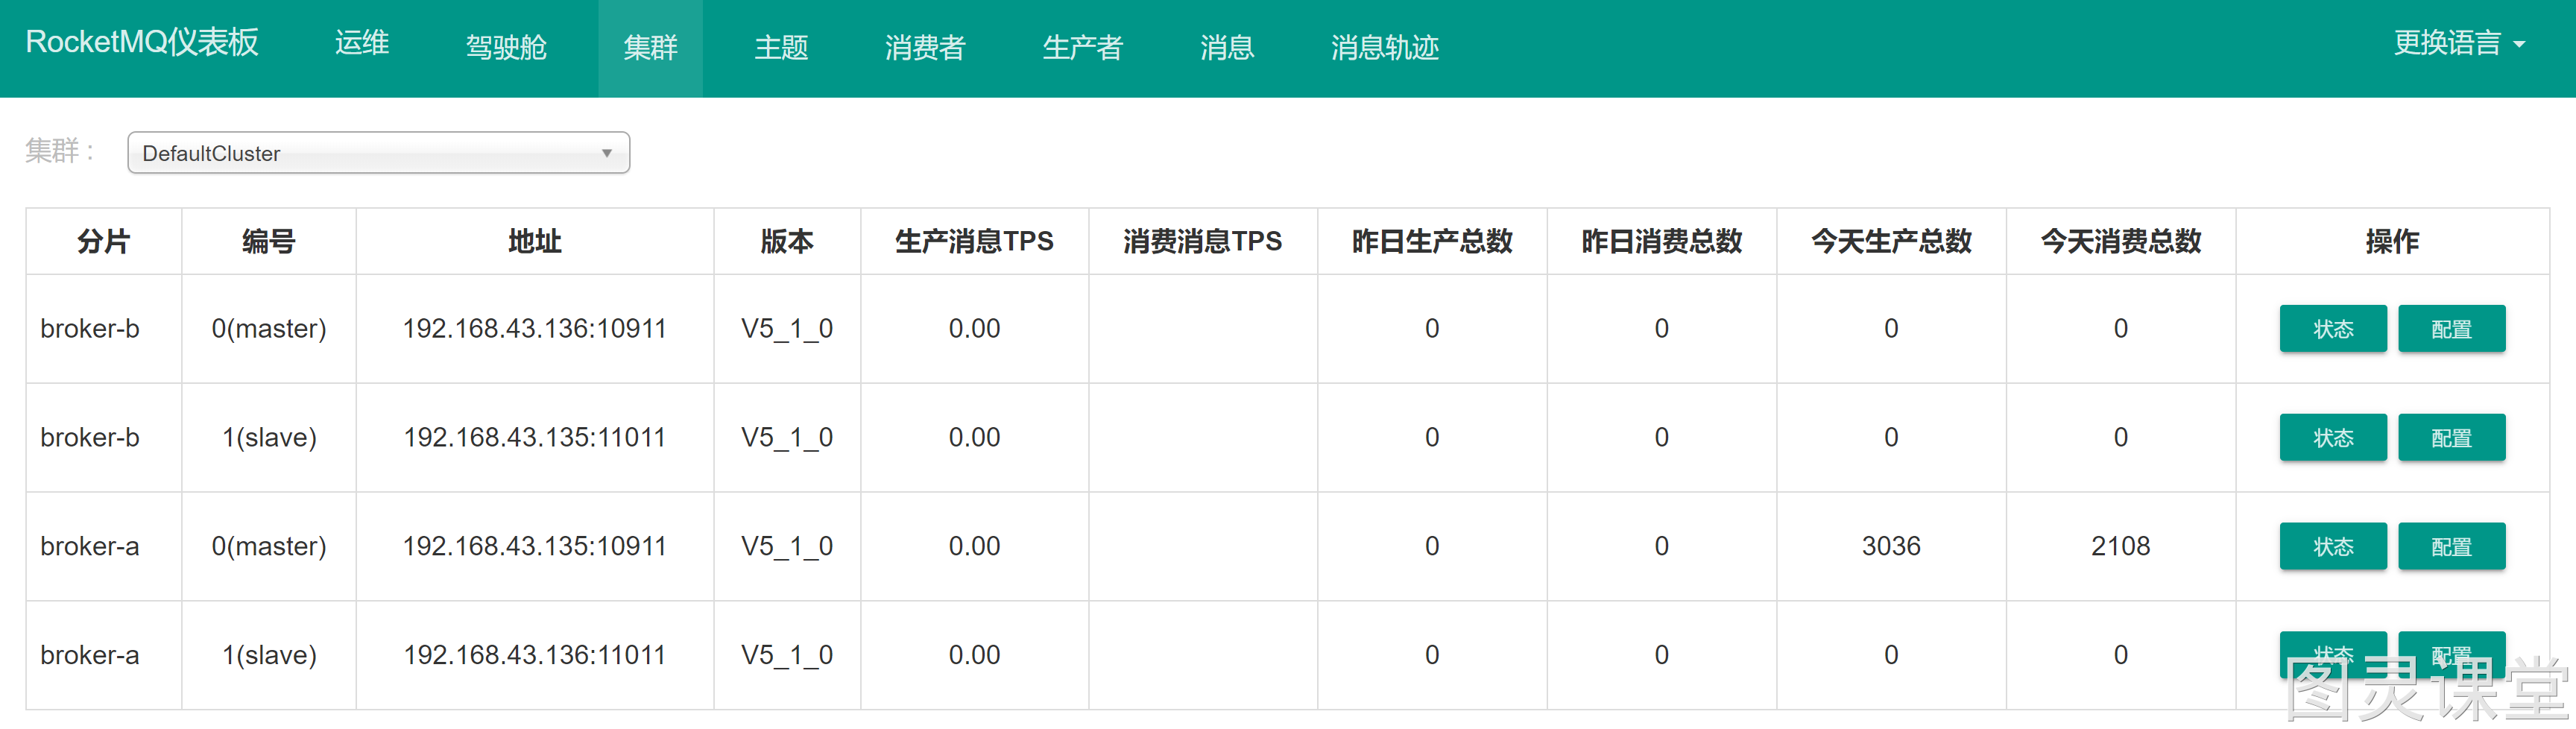 RocketMQ仪表板 运维 驾驶舱 集群 主题 消费者 生产者 消息 消息轨迹 更换语言
集群： DefaultCluster
分片 编号 地址 版本 生产消息TPS 消费消息TPS 昨日生产总数 昨日消费总数 今天生产总数 今天消费总数 操作
broker-b 0(master) 192.168.43.136:10911 V5_1_0 0.00 0 0 0 0 状态 配置
broker-b 1(slave) 192.168.43.135:11011 V5_1_0 0.00 0 0 0 0 状态 配置
broker-a 0(master) 192.168.43.135:10911 V5_1_0 0.00 0 0 3036 2108 状态 配置
broker-a 1(slave) 192.168.43.136:11011 V5_1_0 0.00 0 0 0 0 状态 配置
图灵课堂